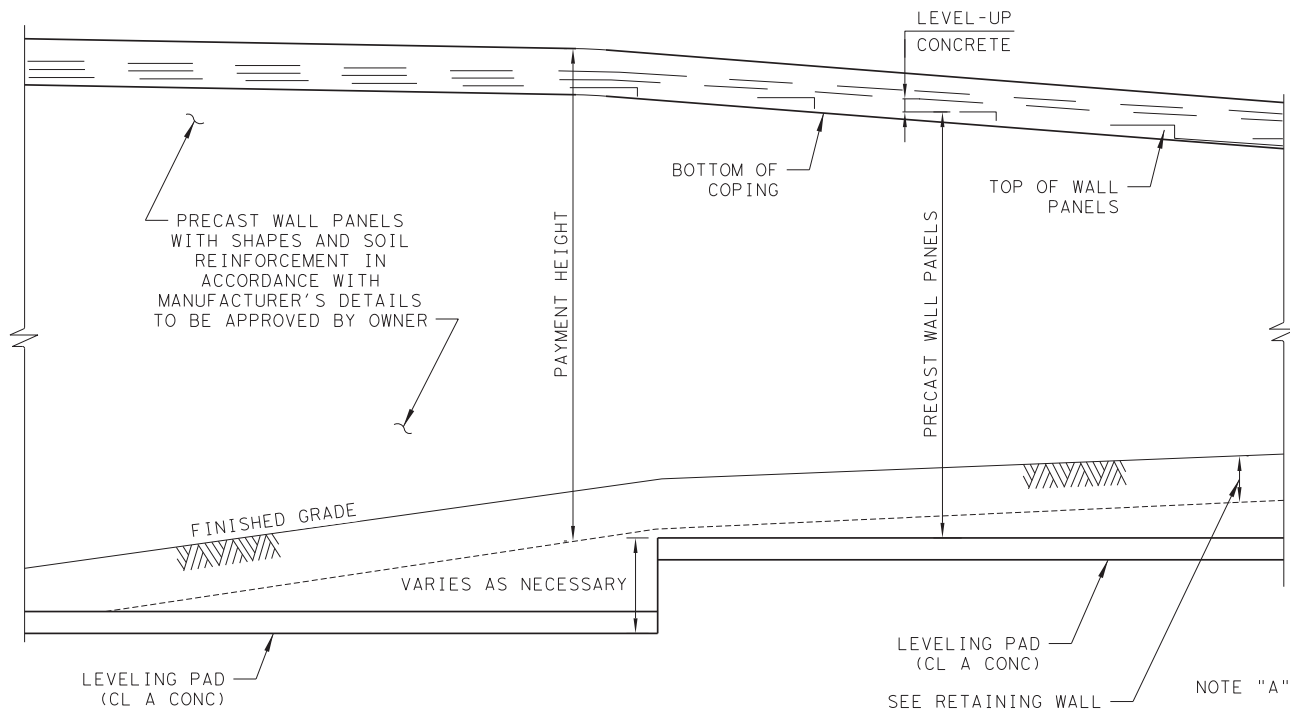 LEVEL-UP
CONCRETE
BOTTOM OF
COPING
TOP OF WALL
PANELS
PRECAST WALL PANELS
WITH SHAPES AND SOIL
REINFORCEMENT IN
ACCORDANCE WITH
MANUFACTURER'S DETAILS
TO BE APPROVED BY OWNER
PAYMENT HEIGHT
PRECAST WALL PANELS
FINISHED GRADE
VARIES AS NECESSARY
LEVELING PAD
(CL A CONC)
LEVELING PAD
(CL A CONC)
SEE RETAINING WALL
NOTE "A"